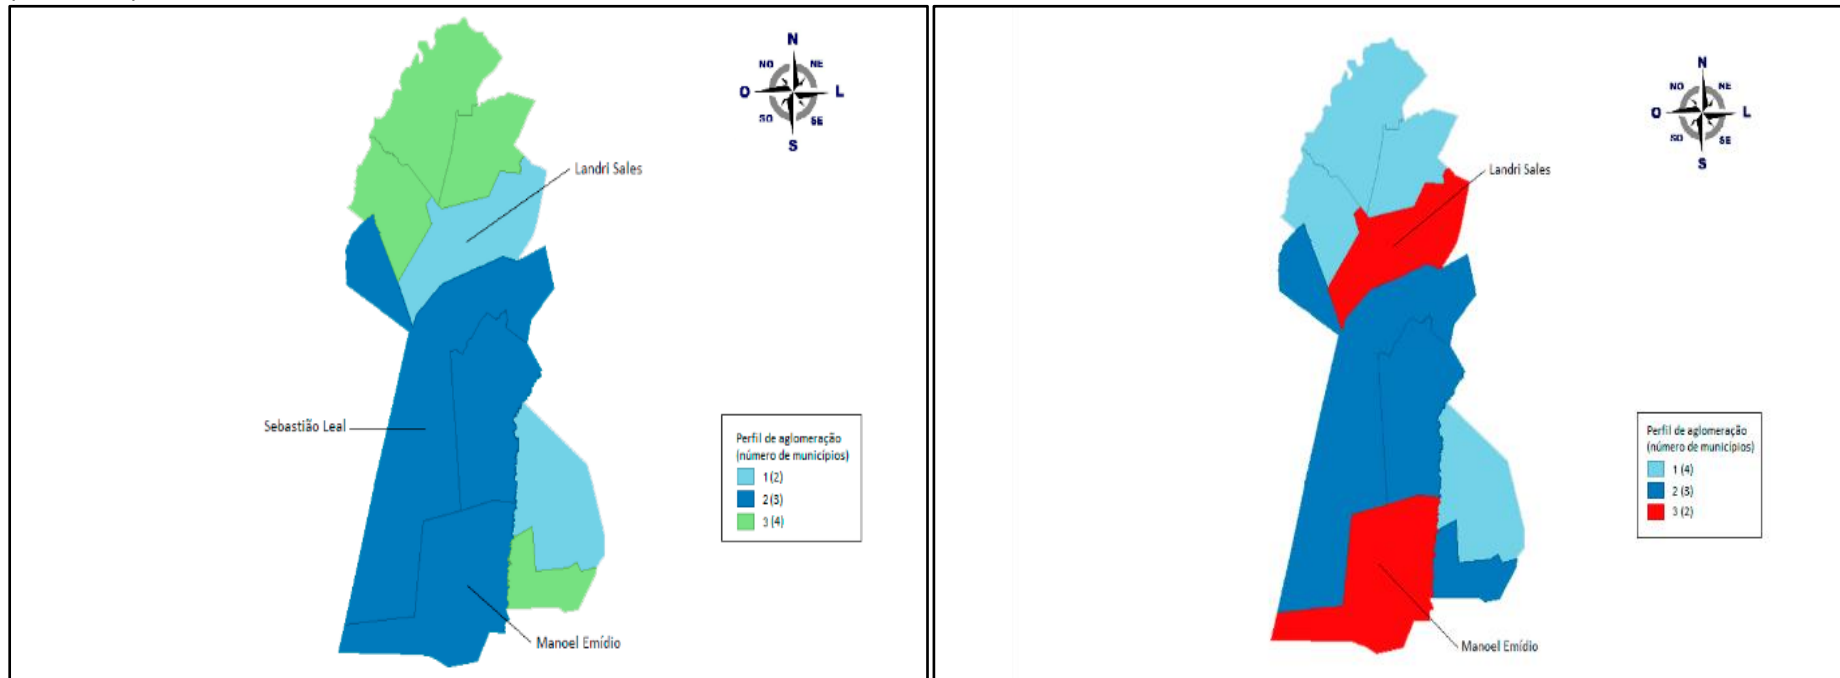 N
NO NE
O L
SO SE
S
Landri Sales
Sebastião Leal
Perfil de aglomeração
(número de municípios)
1 (2)
2 (3)
3 (4)
Manoel Emídio
N
NO NE
O L
SO SE
S
Landri Sales
Perfil de aglomeração
(número de municípios)
1 (4)
2 (3)
3 (2)
Manoel Emídio